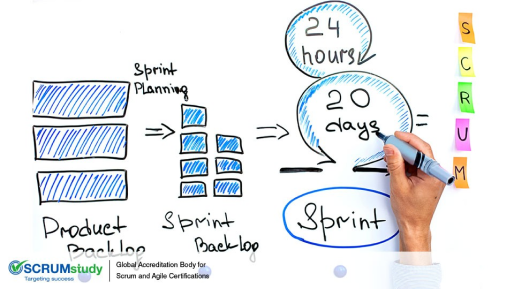 24
hours
Sprint
Planning
20
days
=
S
C
R
U
M
Product
Backlog
Sprint
Backlog
Sprint
SCRUMstudy
Targeting success
Global Accreditation Body for
Scrum and Agile Certifications